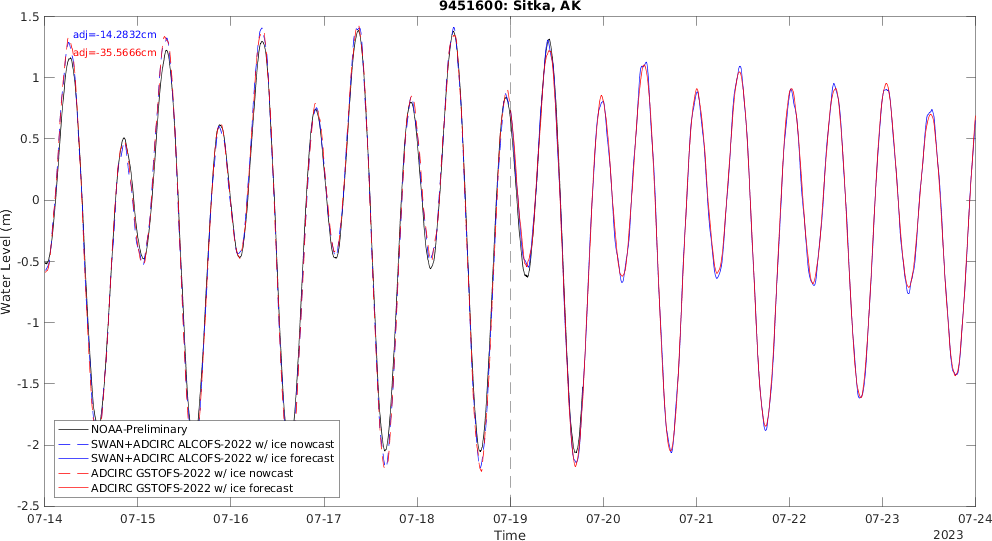 9451600: Sitka, AK
adj=-14.2832cm
adj=-35.5666cm
1.5
1
0.5
0
-0.5
-1
-1.5
-2
-2.5
Water Level (m)
NOAA-Preliminary
SWAN+ADCIRC ALCOFS-2022 w/ ice nowcast
SWAN+ADCIRC ALCOFS-2022 w/ ice forecast
ADCIRC GSTOFS-2022 w/ ice nowcast
ADCIRC GSTOFS-2022 w/ ice forecast
07-14 07-15 07-16 07-17 07-18 07-19 07-20 07-21 07-22 07-23 07-24
Time
2023